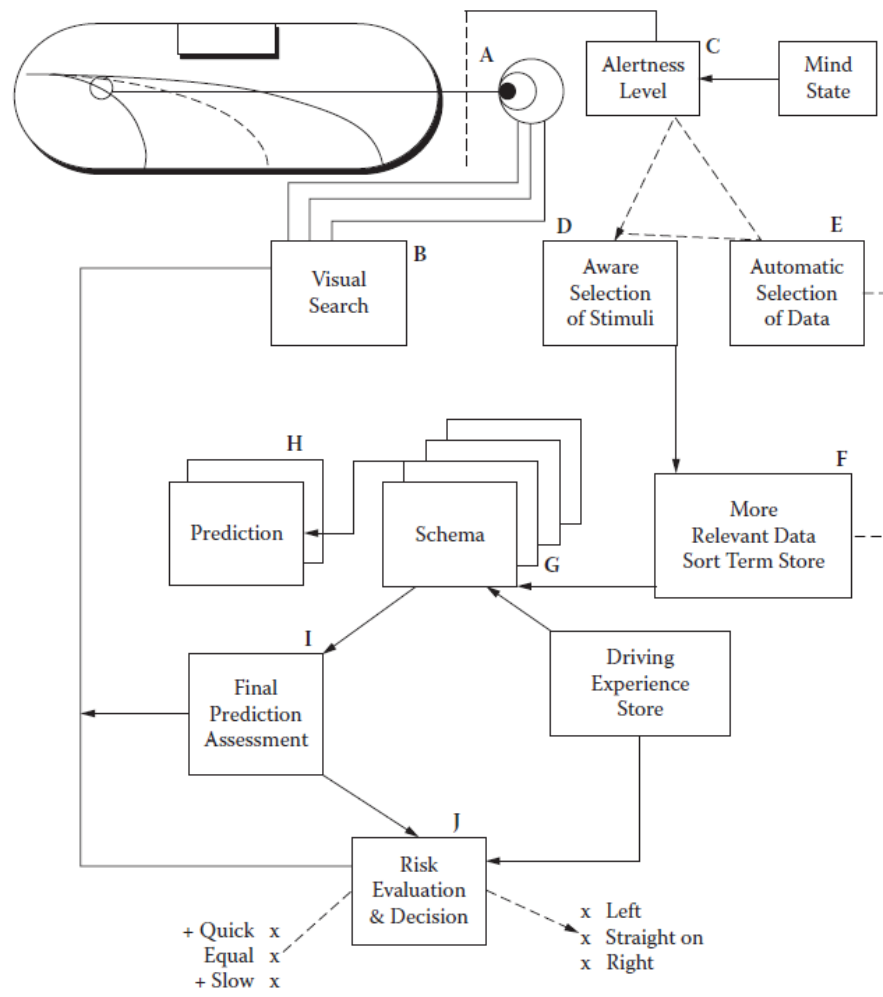 A
C
Alertness
Level
Mind
State
B
Visual
Search
D
Aware
Selection
of Stimuli
E
Automatic
Selection
of Data
H
Prediction
Schema
G
F
More
Relevant Data
Sort Term Store
I
Final
Prediction
Assessment
Driving
Experience
Store
J
Risk
Evaluation
& Decision
+ Quick x
Equal x
+ Slow x
x Left
x Straight on
x Right